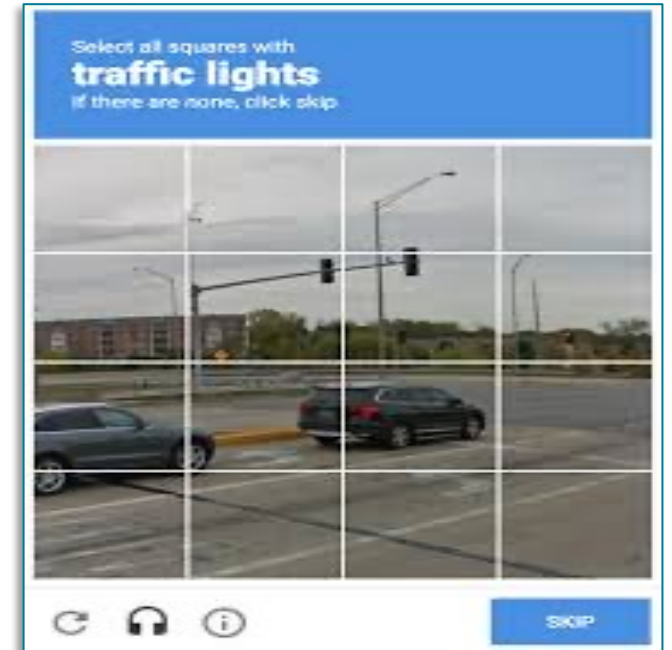 Select all squares with
traffic lights
If there are none, click skip
SKIP